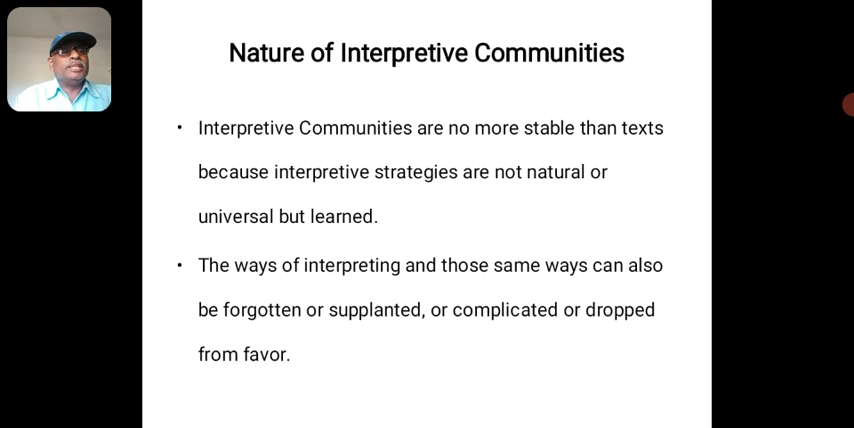 Nature of Interpretive Communities
• Interpretive Communities are no more stable than texts
because interpretive strategies are not natural or
universal but learned.
• The ways of interpreting and those same ways can also
be forgotten or supplanted, or complicated or dropped
from favor.